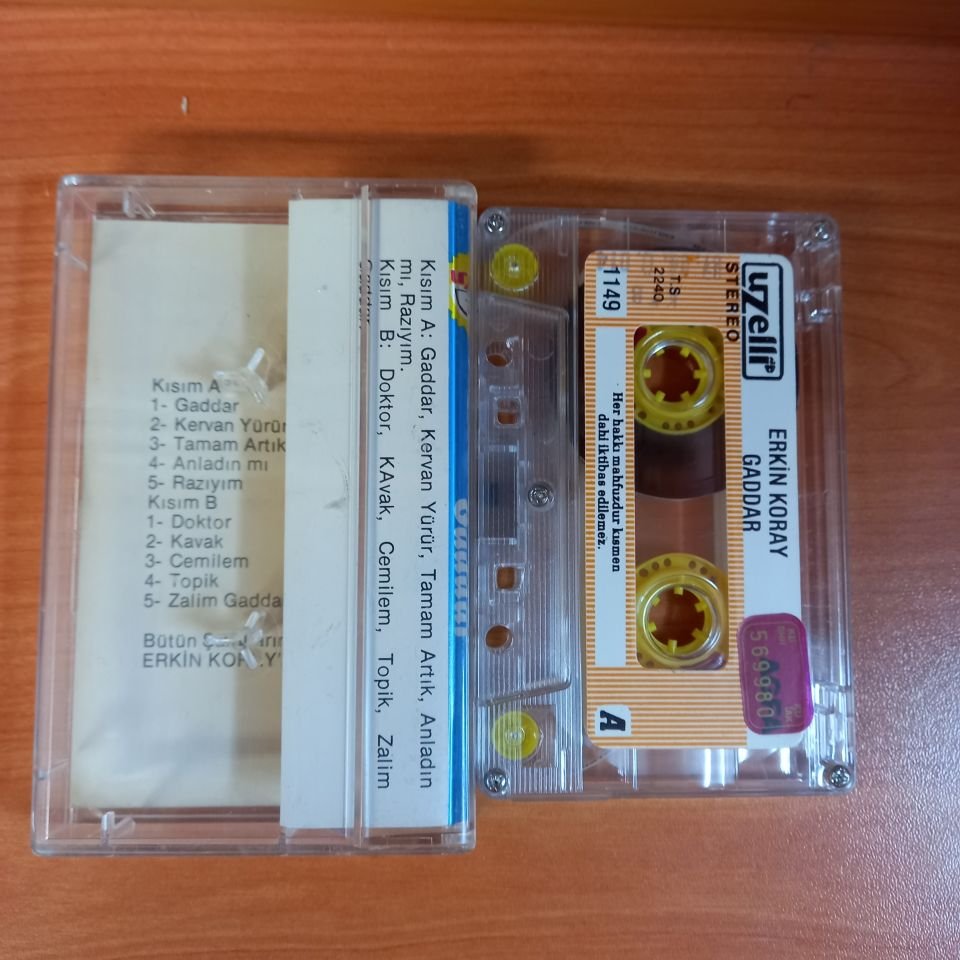 Kısım A
1- Gaddar
2- Kervan Yürür
3- Tamam Artık
4- Anladın mı
5- Razıyım
Kısım B
1- Doktor
2- Kavak
3- Cemilem
4- Topik
5- Zalim Gadda
Bütün
ERKİN
Kısım A: Gaddar, Kervan Yürür, Tamam Artık, Anladın
mı, Razıyım.
Kısım B: Doktor, KAvak, Cemilem, Topik, Zalim
Gaddar
uzelli
STEREO
T.S
2240
1149
ERKİN KORAY
GADDAR
Her hakkı mahfuzdur kısmen
dahi iktibas edilemez.
569980
A